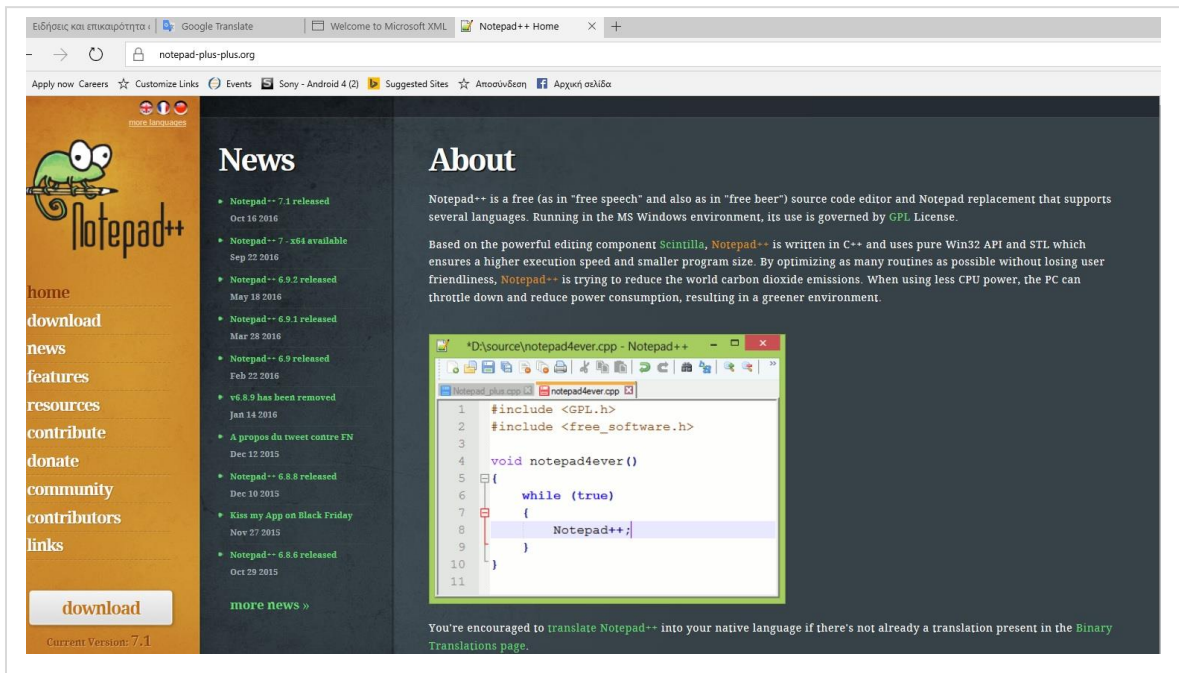 Ειδήσεις και επικαιρότητα
Google Translate
Welcome to Microsoft XML
Notepad++ Home
notepad-plus-plus.org
Apply now Careers
Customize Links
Events
Sony - Android 4 (2)
Suggested Sites
Αποσύνδεση
Αρχική σελίδα
more languages
Notepad++
home
download
news
features
resources
contribute
donate
community
contributors
links
download
Current Version: 7.1
News
Notepad++ 7.1 released
Oct 16 2016
Notepad++ 7 - x64 available
Sep 22 2016
Notepad++ 6.9.2 released
May 18 2016
Notepad++ 6.9.1 released
Mar 28 2016
Notepad++ 6.9 released
Feb 22 2016
v6.8.9 has been removed
Jan 14 2016
A propos du tweet contre FN
Dec 12 2015
Notepad++ 6.8.8 released
Dec 10 2015
Kiss my App on Black Friday
Nov 27 2015
Notepad++ 6.8.6 released
Oct 29 2015
more news »
About
Notepad++ is a free (as in "free speech" and also as in "free beer") source code editor and Notepad replacement that supports
several languages. Running in the MS Windows environment, its use is governed by GPL License.
Based on the powerful editing component Scintilla, Notepad++ is written in C++ and uses pure Win32 API and STL which
ensures a higher execution speed and smaller program size. By optimizing as many routines as possible without losing user
friendliness, Notepad++ is trying to reduce the world carbon dioxide emissions. When using less CPU power, the PC can
throttle down and reduce power consumption, resulting in a greener environment.
*D:\source\notepad4ever.cpp - Notepad++
Notepad_plus.cpp
notepad4ever.cpp
1 #include <GPL.h>
2 #include <free_software.h>
3
4 void notepad4ever()
5 {
6 while (true)
7 {
8 Notepad++;
9 }
10 }
11
You're encouraged to translate Notepad++ into your native language if there's not already a translation present in the Binary
Translations page.